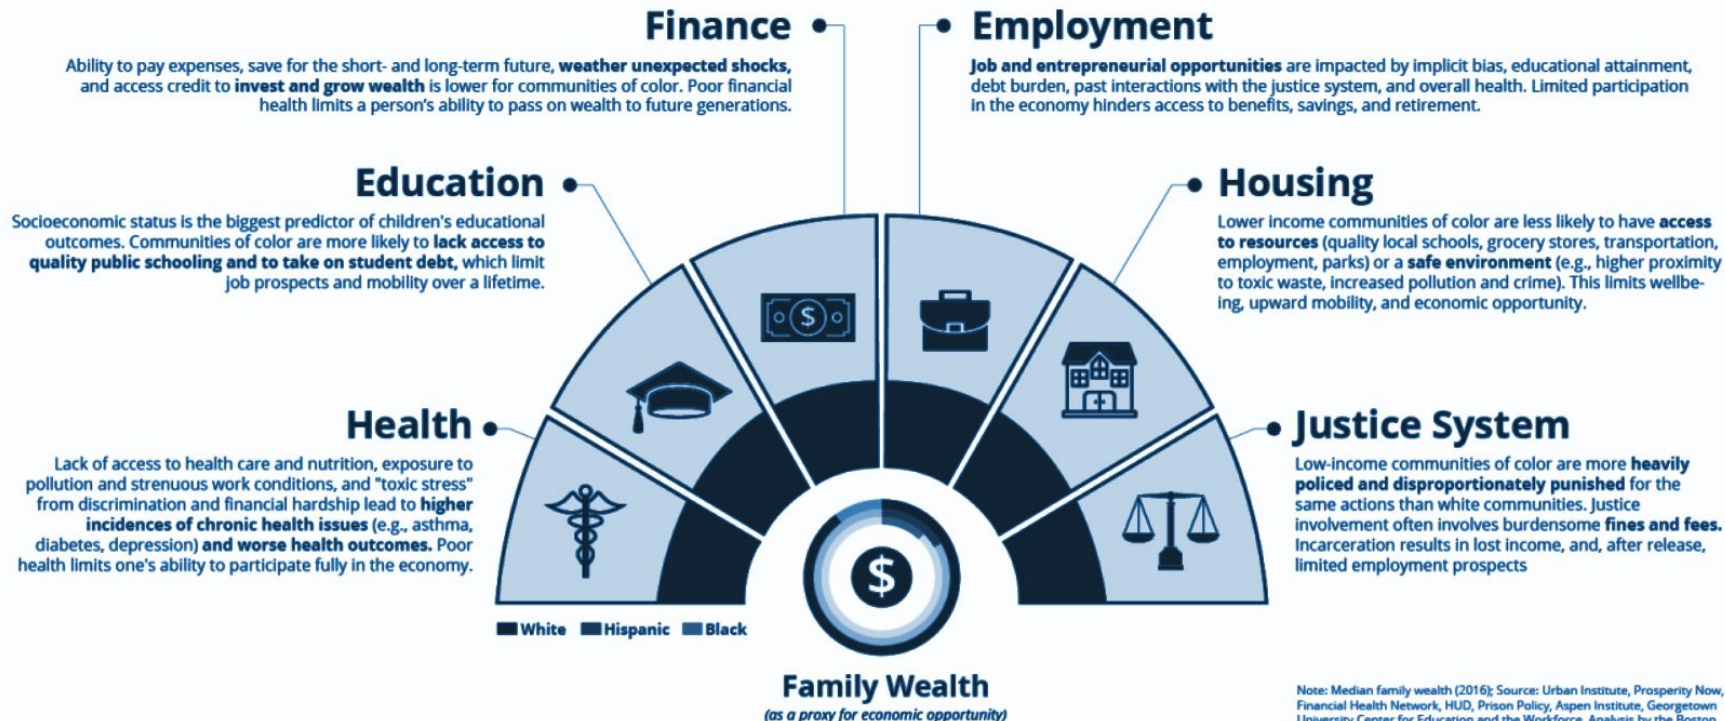 Finance
Ability to pay expenses, save for the short- and long-term future, weather unexpected shocks,
and access credit to invest and grow wealth is lower for communities of color. Poor financial
health limits a person's ability to pass on wealth to future generations.
Employment
Job and entrepreneurial opportunities are impacted by implicit bias, educational attainment,
debt burden, past interactions with the justice system, and overall health. Limited participation
in the economy hinders access to benefits, savings, and retirement.
Education
Socioeconomic status is the biggest predictor of children's educational
outcomes. Communities of color are more likely to lack access to
quality public schooling and to take on student debt, which limit
job prospects and mobility over a lifetime.
Housing
Lower income communities of color are less likely to have access
to resources (quality local schools, grocery stores, transportation,
employment, parks) or a safe environment (e.g., higher proximity
to toxic waste, increased pollution and crime). This limits wellbe-
ing, upward mobility, and economic opportunity.
$
Health
Lack of access to health care and nutrition, exposure to
pollution and strenuous work conditions, and "toxic stress"
from discrimination and financial hardship lead to higher
incidences of chronic health issues (e.g., asthma,
diabetes, depression) and worse health outcomes. Poor
health limits one's ability to participate fully in the economy.
Justice System
Low-income communities of color are more heavily
policed and disproportionately punished for the
same actions than white communities. Justice
involvement often involves burdensome fines and fees.
Incarceration results in lost income, and, after release,
limited employment prospects
$
White Hispanic Black
Family Wealth
(as a proxy for economic opportunity)
Note: Median family wealth (2016); Source: Urban Institute, Prosperity Now,
Financial Health Network, HUD, Prison Policy, Aspen Institute, Georgetown
University Center for Education and the Workforce, Analysis by the Boston